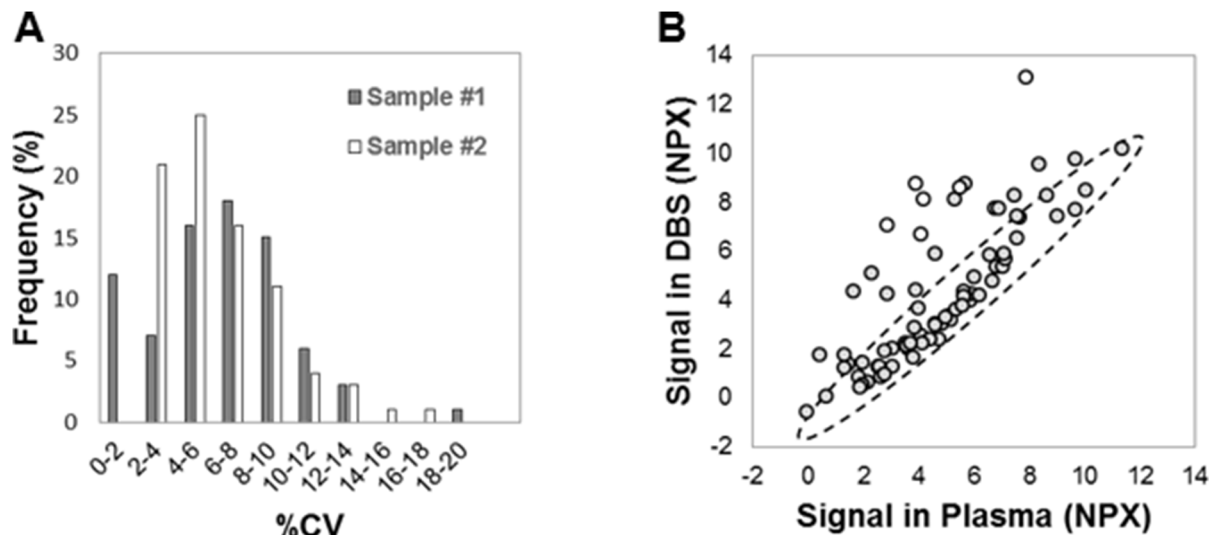 A
Frequency (%)
30
25
20
15
10
5
0
Sample #1
Sample #2
0-2
2-4
4-6
6-8
8-10
10-12
12-14
14-16
16-18
18-20
%CV
B
Signal in DBS (NPX)
14
12
10
8
6
4
2
0
-2
-2 0 2 4 6 8 10 12 14
Signal in Plasma (NPX)